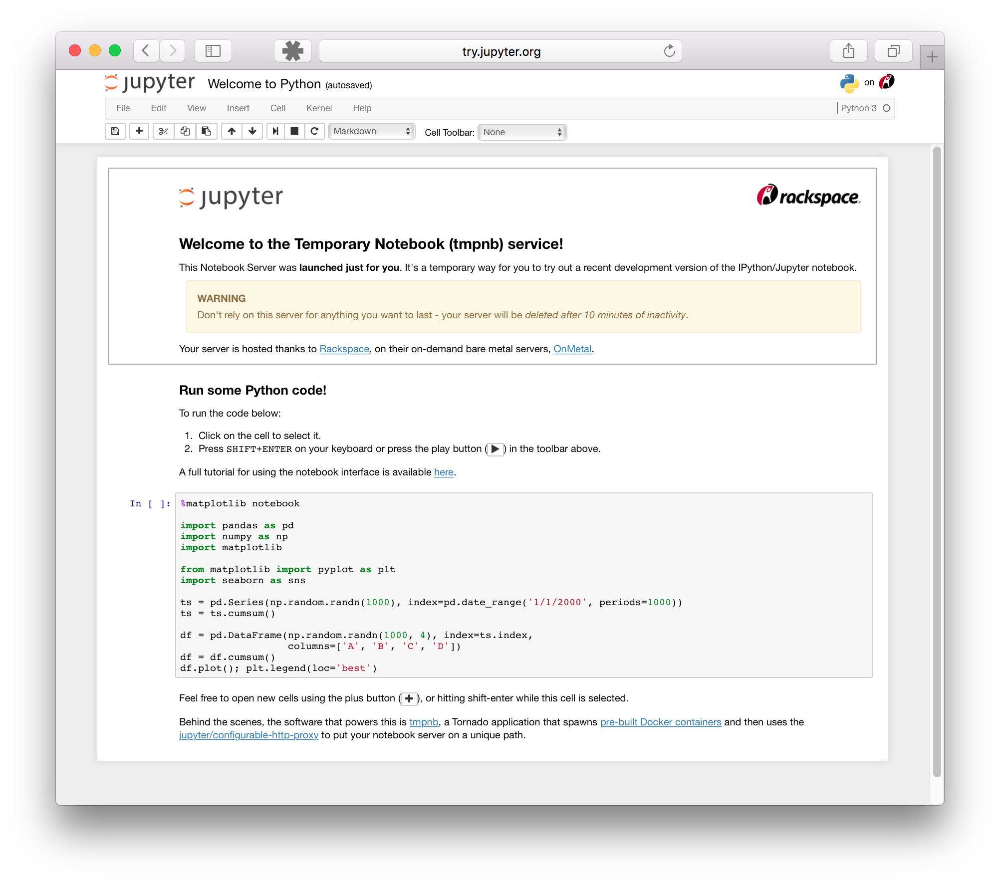 try.jupyter.org
jupyter Welcome to Python (autosaved) on
File Edit View Insert Cell Kernel Help Python 3
Markdown Cell Toolbar: None
jupyter rackspace
Welcome to the Temporary Notebook (tmpnb) service!
This Notebook Server was launched just for you. It's a temporary way for you to try out a recent development version of the IPython/Jupyter notebook.
WARNING
Don't rely on this server for anything you want to last - your server will be deleted after 10 minutes of inactivity.
Your server is hosted thanks to Rackspace, on their on-demand bare metal servers, OnMetal.
Run some Python code!
To run the code below:
1. Click on the cell to select it.
2. Press SHIFT+ENTER on your keyboard or press the play button ( ) in the toolbar above.
A full tutorial for using the notebook interface is available here.
In [ ]: %matplotlib notebook
import pandas as pd
import numpy as np
import matplotlib
from matplotlib import pyplot as plt
import seaborn as sns
ts = pd.Series(np.random.randn(1000), index=pd.date_range('1/1/2000', periods=1000))
ts = ts.cumsum()
df = pd.DataFrame(np.random.randn(1000, 4), index=ts.index,
columns=['A', 'B', 'C', 'D'])
df = df.cumsum()
df.plot(); plt.legend(loc='best')
Feel free to open new cells using the plus button (+), or hitting shift-enter while this cell is selected.
Behind the scenes, the software that powers this is tmpnb, a Tornado application that spawns pre-built Docker containers and then uses the
jupyter/configurable-http-proxy to put your notebook server on a unique path.